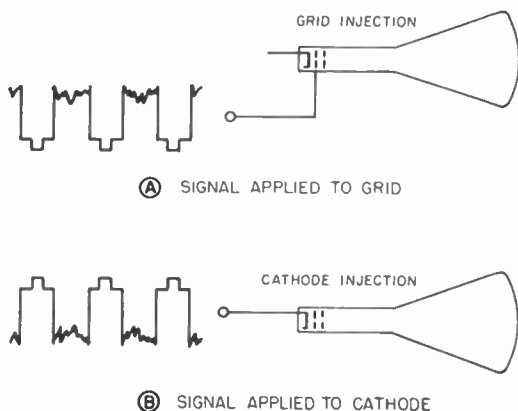 GRID INJECTION
Ⓐ SIGNAL APPLIED TO GRID
CATHODE INJECTION
Ⓑ SIGNAL APPLIED TO CATHODE